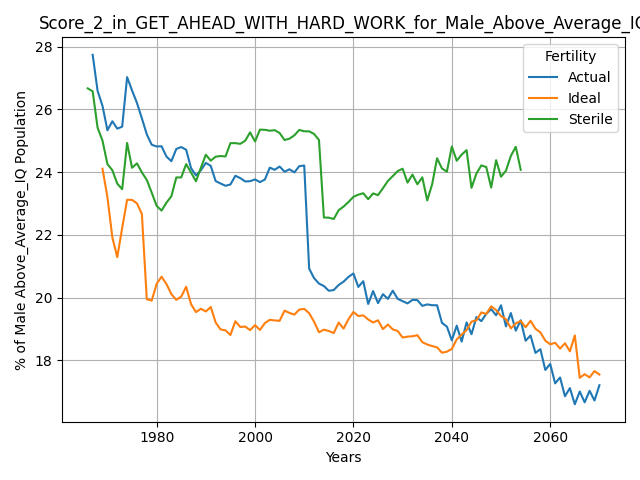 Score_2_in_GET_AHEAD_WITH_HARD_WORK_for_Male_Above_Average_IQ
Fertility
Actual
Ideal
Sterile
% of Male Above_Average_IQ Population
28
26
24
22
20
18
1980
2000
2020
2040
2060
Years